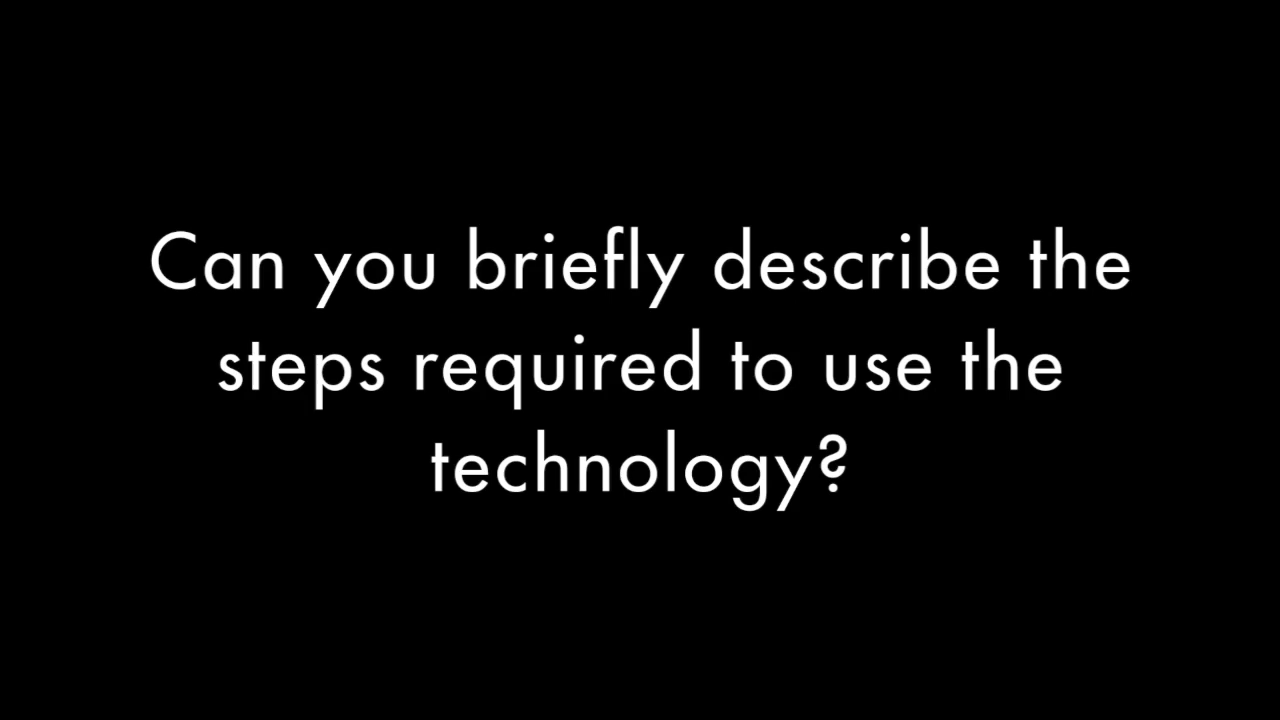 Can you briefly describe the
steps required to use the
technology?